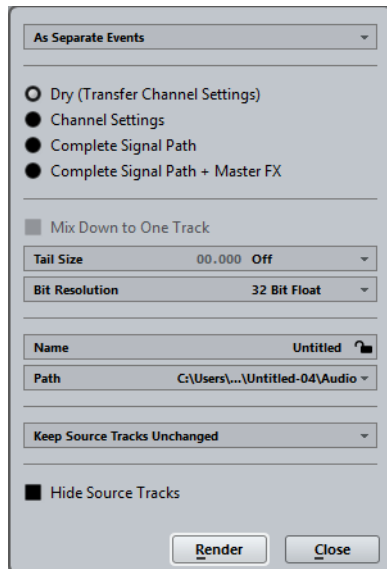 As Separate Events
Dry (Transfer Channel Settings)
Channel Settings
Complete Signal Path
Complete Signal Path + Master FX
Mix Down to One Track
Tail Size 00.000 Off
Bit Resolution 32 Bit Float
Name Untitled
Path C:\Users\...\Untitled-04\Audio
Keep Source Tracks Unchanged
Hide Source Tracks
Render Close